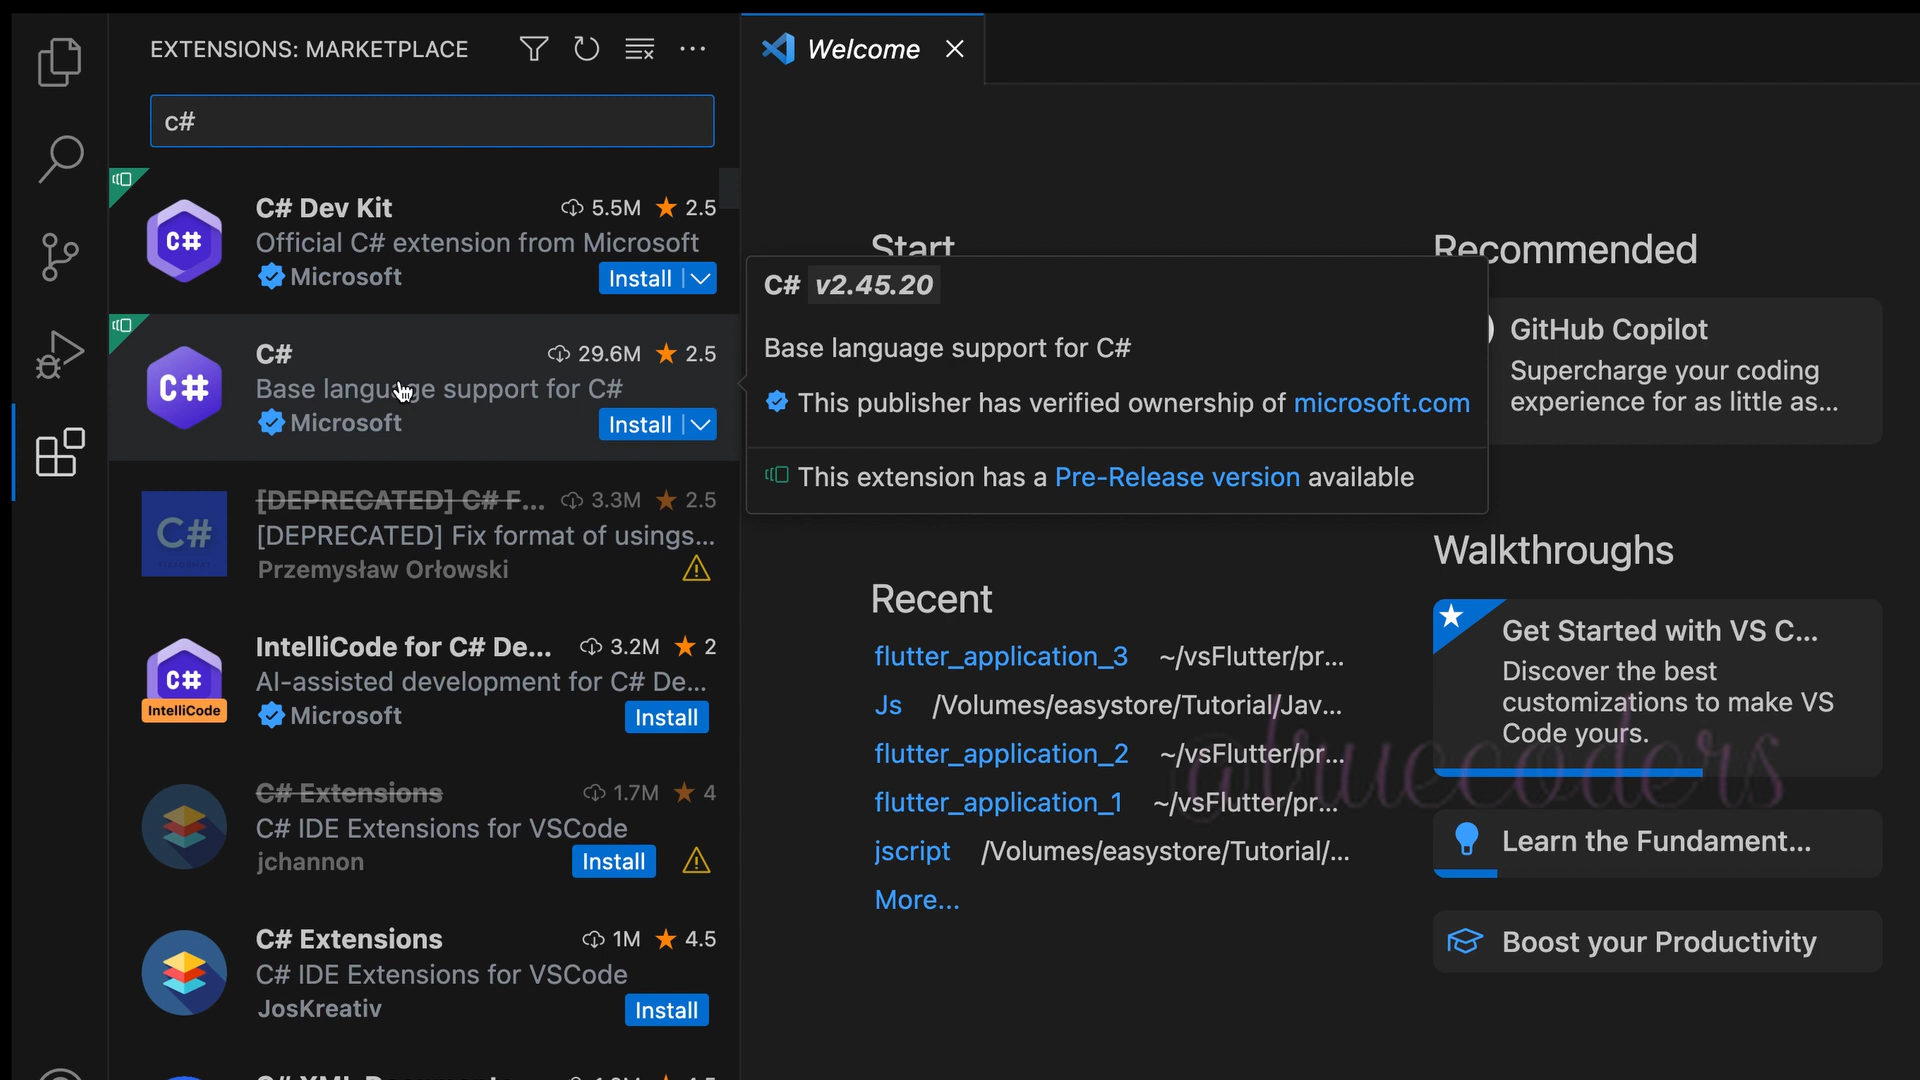 EXTENSIONS: MARKETPLACE
c#
C# Dev Kit 5.5M 2.5
Official C# extension from Microsoft
Microsoft Install
C# 29.6M 2.5
Base language support for C#
Microsoft Install
[DEPRECATED] C# F... 3.3M 2.5
[DEPRECATED] Fix format of usings...
Przemysław Orłowski
IntelliCode for C# De... 3.2M 2
AI-assisted development for C# De...
Microsoft Install
C# Extensions 1.7M 4
C# IDE Extensions for VSCode
jchannon Install
C# Extensions 1M 4.5
C# IDE Extensions for VSCode
JosKreativ Install
C#
C#
C#
C#
IntelliCode
Welcome
Start
C# v2.45.20
Base language support for C#
This publisher has verified ownership of microsoft.com
This extension has a Pre-Release version available
Recent
flutter_application_3 ~/vsFlutter/pr...
Js /Volumes/easystore/Tutorial/Jav...
flutter_application_2 ~/vsFlutter/pr...
flutter_application_1 ~/vsFlutter/pr...
jscript /Volumes/easystore/Tutorial/...
More...
Recommended
GitHub Copilot
Supercharge your coding
experience for as little as...
Walkthroughs
Get Started with VS C...
Discover the best
customizations to make VS
Code yours.
Learn the Fundament...
Boost your Productivity
@truecoders